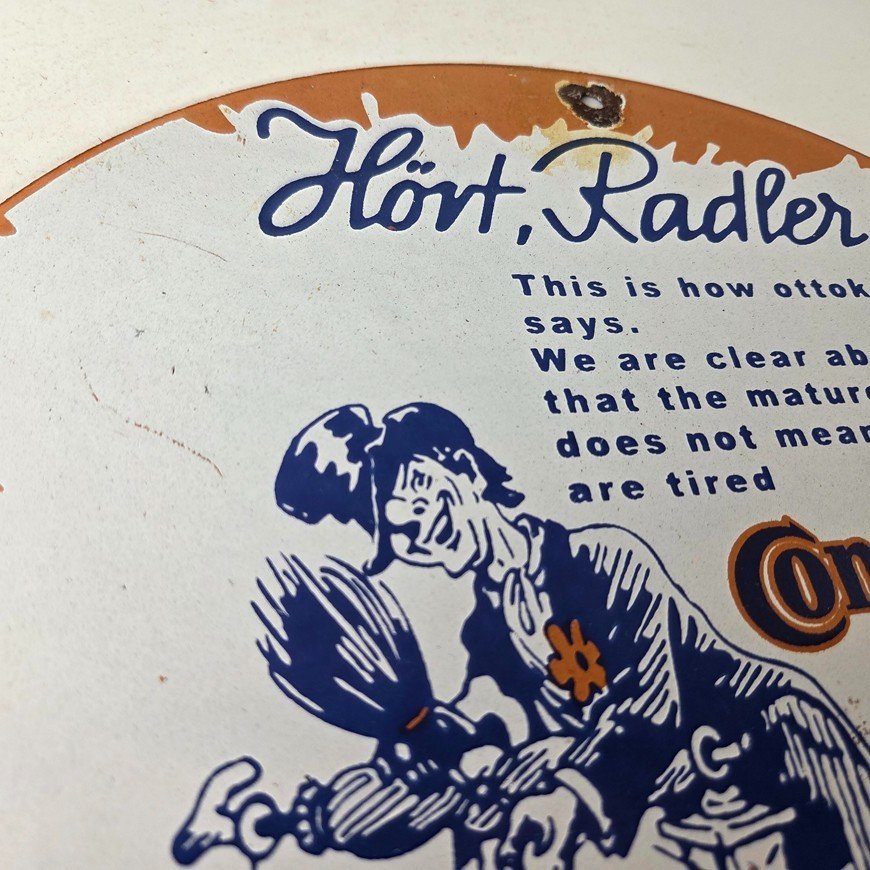 Hört, Radler
This is how ottok
says.
We are clear ab
that the mature
does not mean
are tired
Con